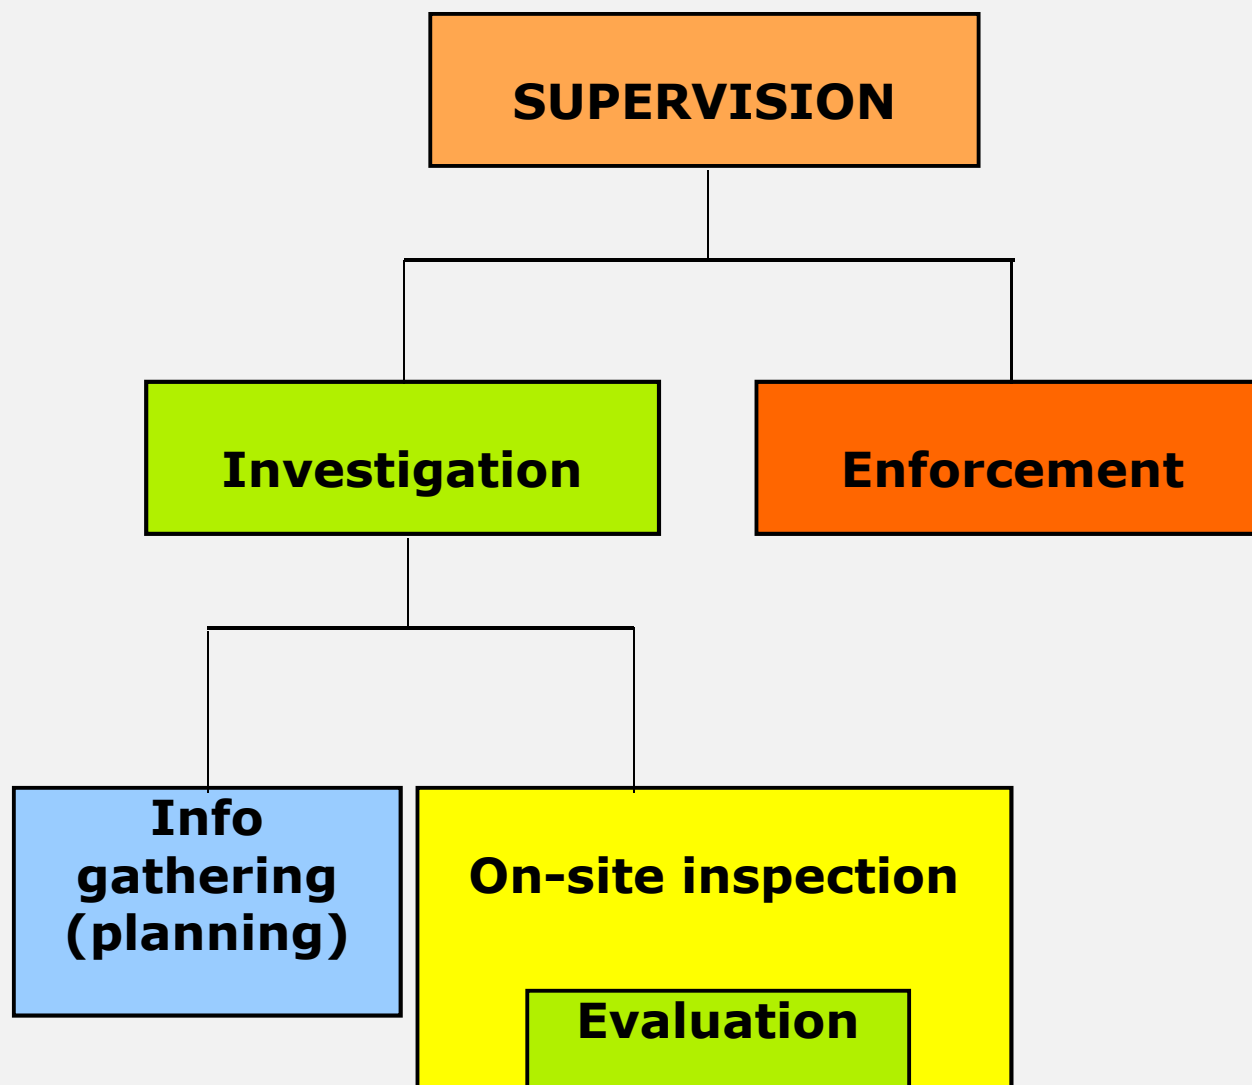 SUPERVISION
Investigation
Enforcement
Info
gathering
(planning)
On-site inspection
Evaluation